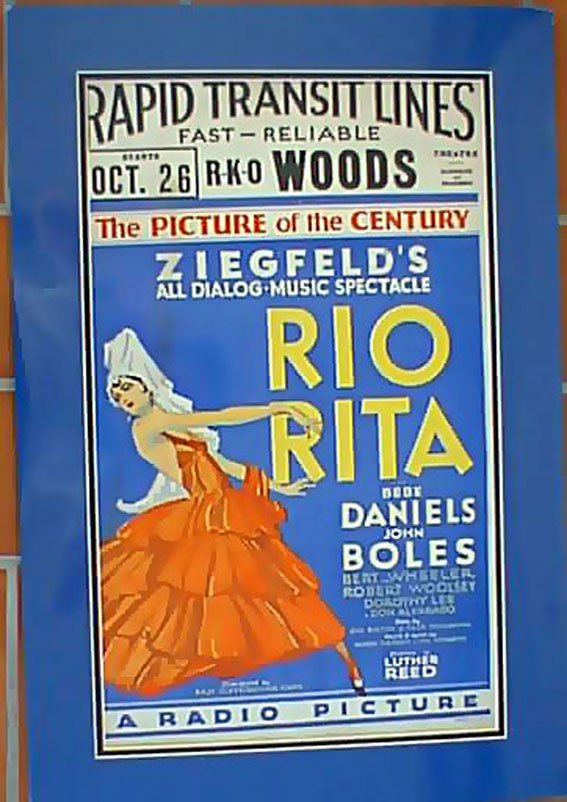 RAPID TRANSIT LINES
FAST — RELIABLE
STARTS
OCT. 26
R-K-O WOODS
THEATRE
The PICTURE of the CENTURY
ZIEGFELD'S
ALL DIALOG-MUSIC SPECTACLE
RIO
RITA
BEBE
DANIELS
JOHN
BOLES
BERT WHEELER,
ROBERT WOOLSEY
DOROTHY LEE
DON ALVARADO
LUTHER
REED
A RADIO PICTURE